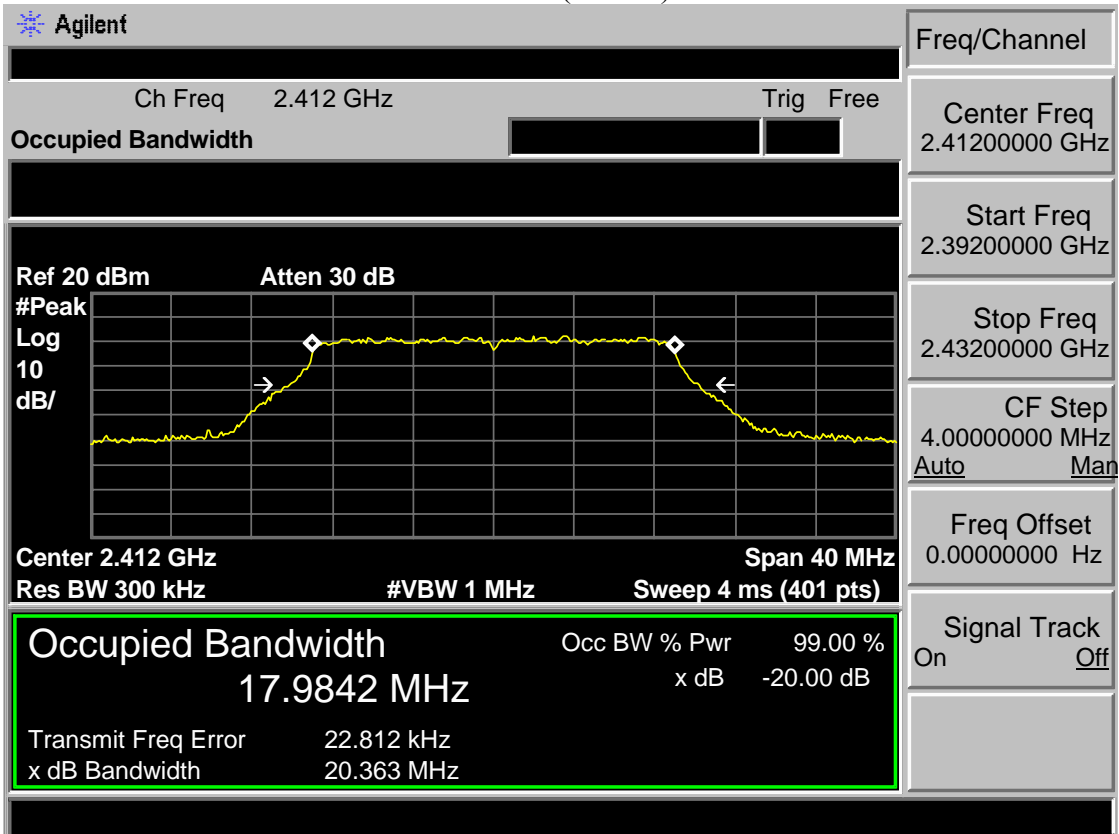 Agilent
Freq/Channel
Ch Freq 2.412 GHz Trig Free
Occupied Bandwidth
Center Freq
2.41200000 GHz
Start Freq
2.39200000 GHz
Stop Freq
2.43200000 GHz
CF Step
4.00000000 MHz
Auto Man
Freq Offset
0.00000000 Hz
Signal Track
On Off
Ref 20 dBm Atten 30 dB
#Peak
Log
10
dB/
Center 2.412 GHz Span 40 MHz
Res BW 300 kHz #VBW 1 MHz Sweep 4 ms (401 pts)
Occupied Bandwidth Occ BW % Pwr 99.00 %
17.9842 MHz x dB -20.00 dB
Transmit Freq Error 22.812 kHz
x dB Bandwidth 20.363 MHz